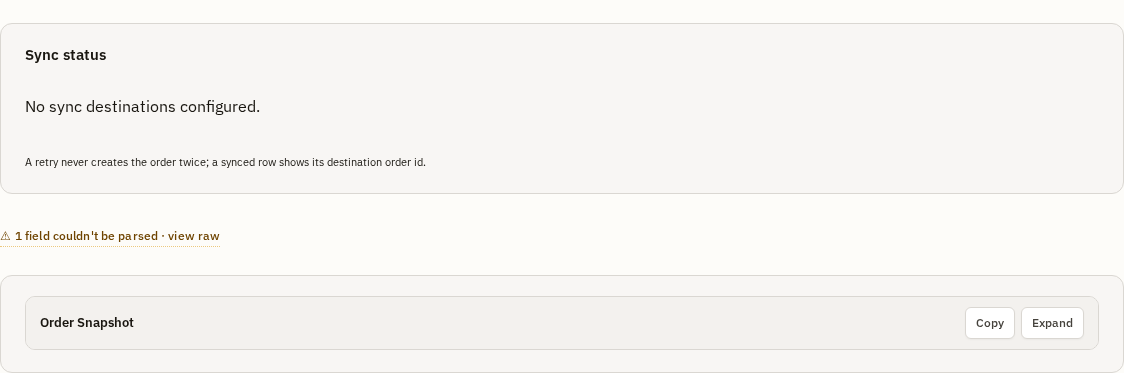 Sync status
No sync destinations configured.
A retry never creates the order twice; a synced row shows its destination order id.
⚠ 1 field couldn't be parsed · view raw
Order Snapshot
Copy
Expand